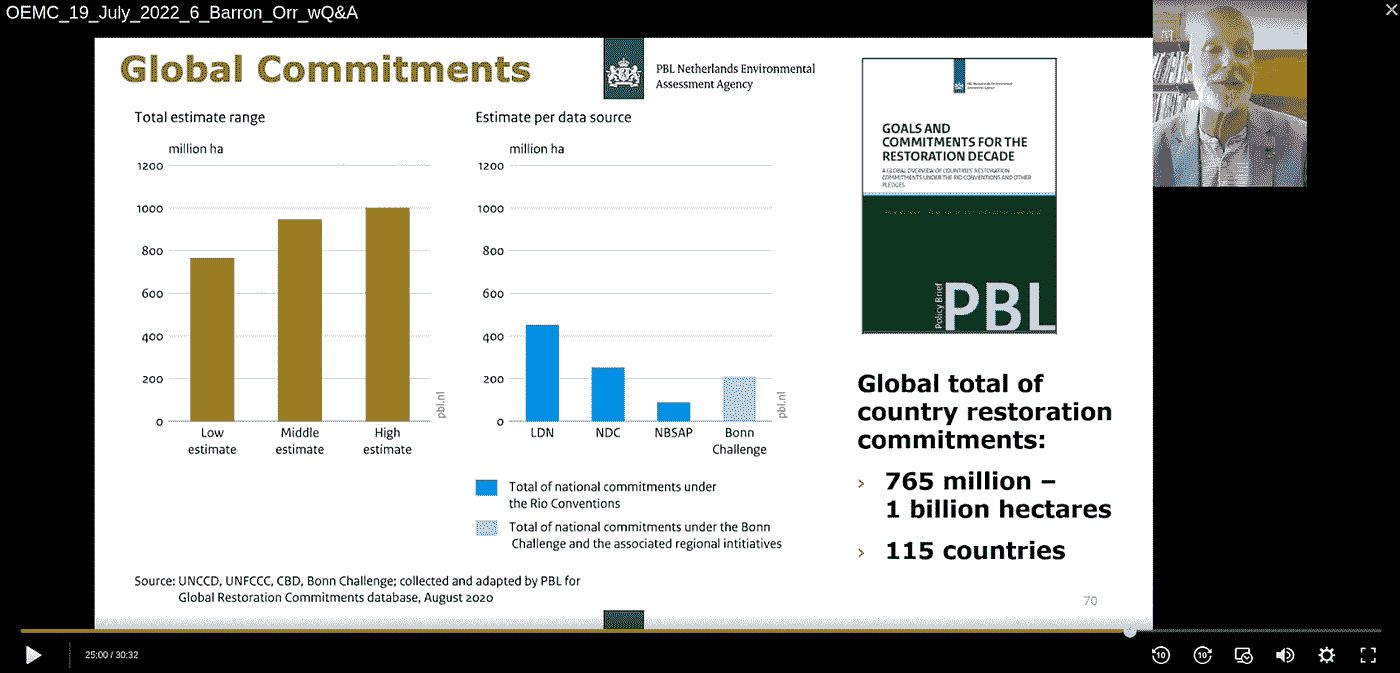 OEMC_19_July_2022_6_Barron_Orr_wQ&A
Global Commitments
PBL Netherlands Environmental
Assessment Agency
Total estimate range
million ha
1200
1000
800
600
400
200
0
Low
estimate
Middle
estimate
High
estimate
pbl.nl
Estimate per data source
million ha
1200
1000
800
600
400
200
0
LDN
NDC
NBSAP
Bonn
Challenge
pbl.nl
Total of national commitments under
the Rio Conventions
Total of national commitments under the Bonn
Challenge and the associated regional intitiatives
Source: UNCCD, UNFCCC, CBD, Bonn Challenge; collected and adapted by PBL for
Global Restoration Commitments database, August 2020
GOALS AND
COMMITMENTS FOR THE
RESTORATION DECADE
A GLOBAL OVERVIEW OF COUNTRIES' RESTORATION
COMMITMENTS UNDER THE RIO CONVENTIONS AND OTHER
PLEDGES
Policy Brief
PBL
Global total of
country restoration
commitments:
› 765 million –
1 billion hectares
› 115 countries
70
25:00 / 30:32
10
10